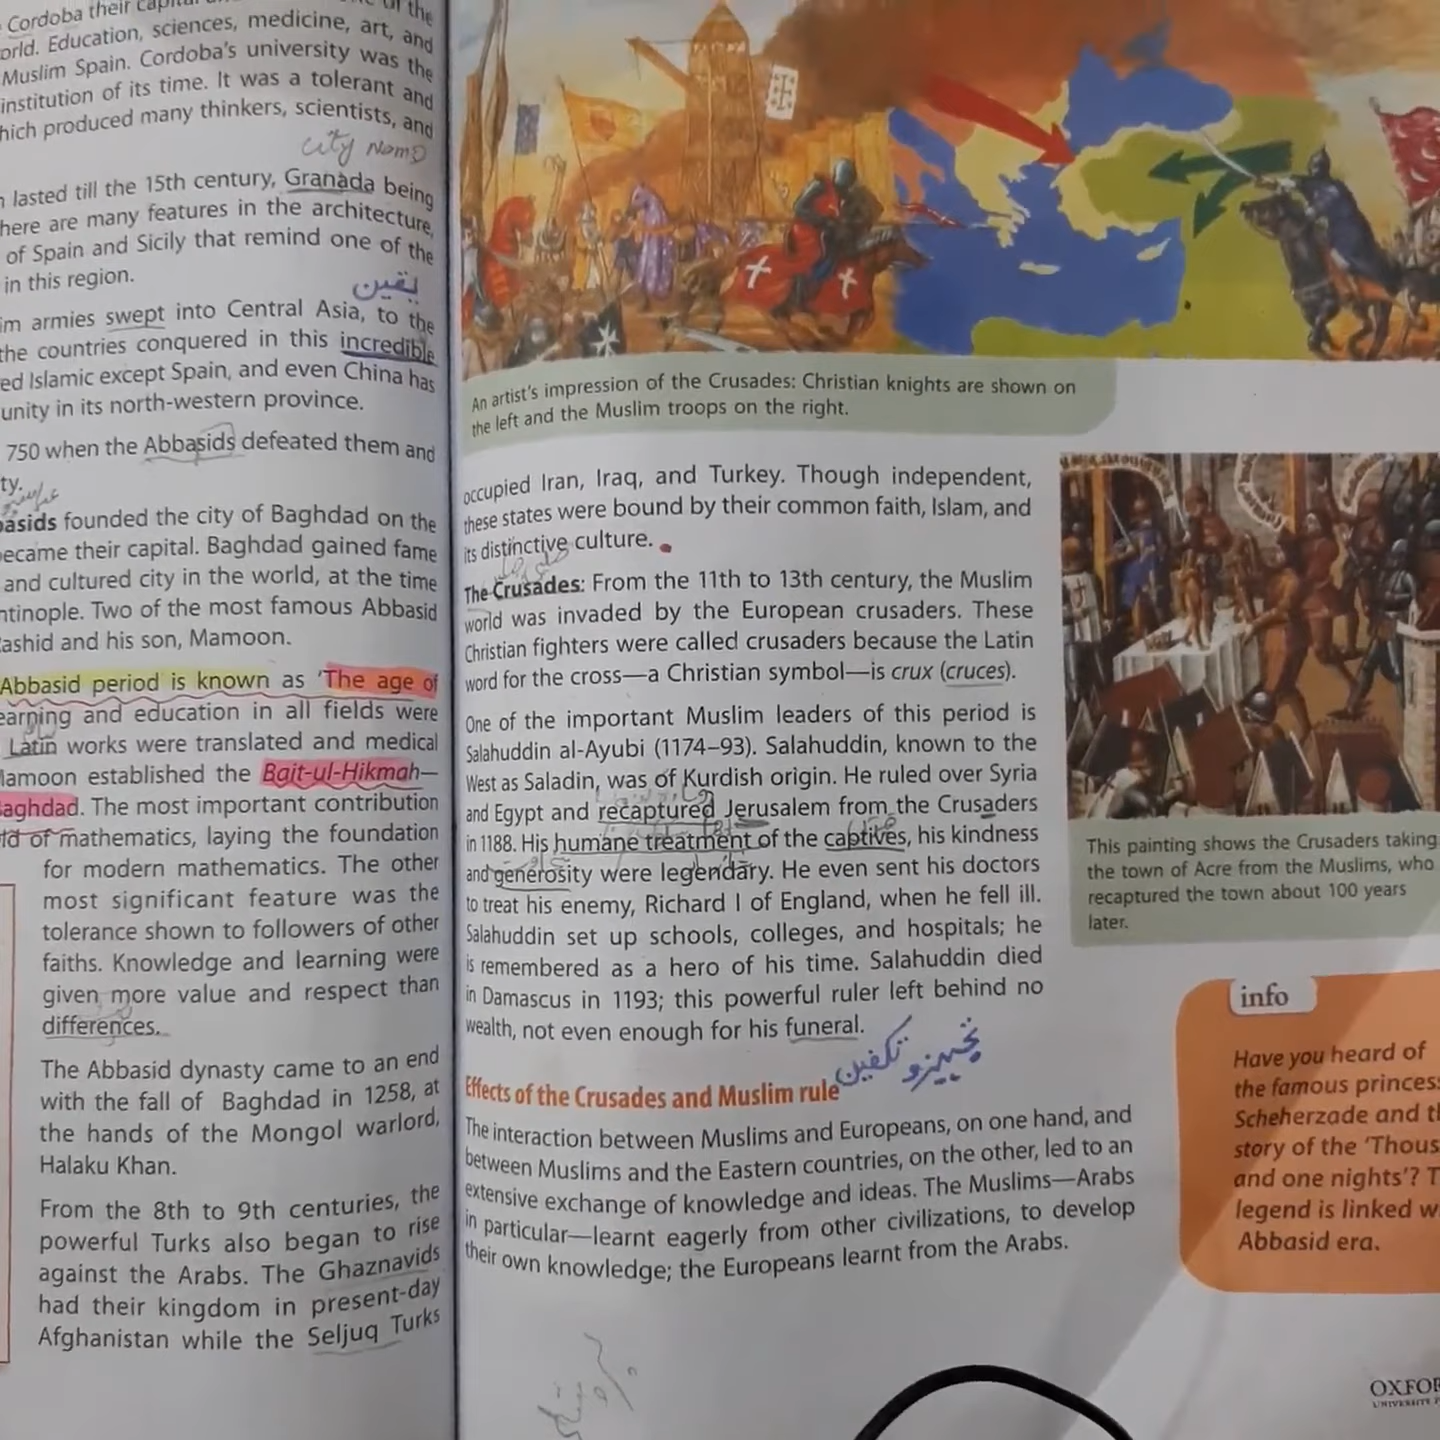 Cordoba their
orld. Education, sciences, medicine, art, and
Muslim Spain. Cordoba's university was the
institution of its time. It was a tolerant and
hich produced many thinkers, scientists, and
city
lasted till the 15th century, Granada being
here are many features in the architecture,
of Spain and Sicily that remind one of the
in this region.
یقین
im armies swept into Central Asia, to the
the countries conquered in this incredible
ed Islamic except Spain, and even China has
unity in its north-western province.
750 when the Abbasids defeated them and
ty.
basids founded the city of Baghdad on the
ecame their capital. Baghdad gained fame
and cultured city in the world, at the time
ntinople. Two of the most famous Abbasid
ashid and his son, Mamoon.
Abbasid period is known as 'The age of
earning and education in all fields were
Latin works were translated and medical
Mamoon established the Bait-ul-Hikmah—
aghdad. The most important contribution
ld of mathematics, laying the foundation
for modern mathematics. The other
most significant feature was the
tolerance shown to followers of other
faiths. Knowledge and learning were
given more value and respect than
differences.
The Abbasid dynasty came to an end
with the fall of Baghdad in 1258, at
the hands of the Mongol warlord,
Halaku Khan.
From the 8th to 9th centuries, the
powerful Turks also began to rise
against the Arabs. The Ghaznavids
had their kingdom in present-day
Afghanistan while the Seljuq Turks
An artist's impression of the Crusades: Christian knights are shown on
the left and the Muslim troops on the right.
occupied Iran, Iraq, and Turkey. Though independent,
these states were bound by their common faith, Islam, and
its distinctive culture.
The Crusades: From the 11th to 13th century, the Muslim
world was invaded by the European crusaders. These
Christian fighters were called crusaders because the Latin
word for the cross—a Christian symbol—is crux (cruces).
One of the important Muslim leaders of this period is
Salahuddin al-Ayubi (1174–93). Salahuddin, known to the
West as Saladin, was of Kurdish origin. He ruled over Syria
and Egypt and recaptured Jerusalem from the Crusaders
in 1188. His humane treatment of the captives, his kindness
and generosity were legendary. He even sent his doctors
to treat his enemy, Richard I of England, when he fell ill.
Salahuddin set up schools, colleges, and hospitals; he
is remembered as a hero of his time. Salahuddin died
in Damascus in 1193; this powerful ruler left behind no
wealth, not even enough for his funeral.
تجہیز و تکفین
Effects of the Crusades and Muslim rule
The interaction between Muslims and Europeans, on one hand, and
between Muslims and the Eastern countries, on the other, led to an
extensive exchange of knowledge and ideas. The Muslims—Arabs
in particular—learnt eagerly from other civilizations, to develop
their own knowledge; the Europeans learnt from the Arabs.
This painting shows the Crusaders taking
the town of Acre from the Muslims, who
recaptured the town about 100 years
later.
info
Have you heard of
the famous princes
Scheherzade and th
story of the 'Thous
and one nights'? T
legend is linked w
Abbasid era.
OXFOR
UNIVERSITY P